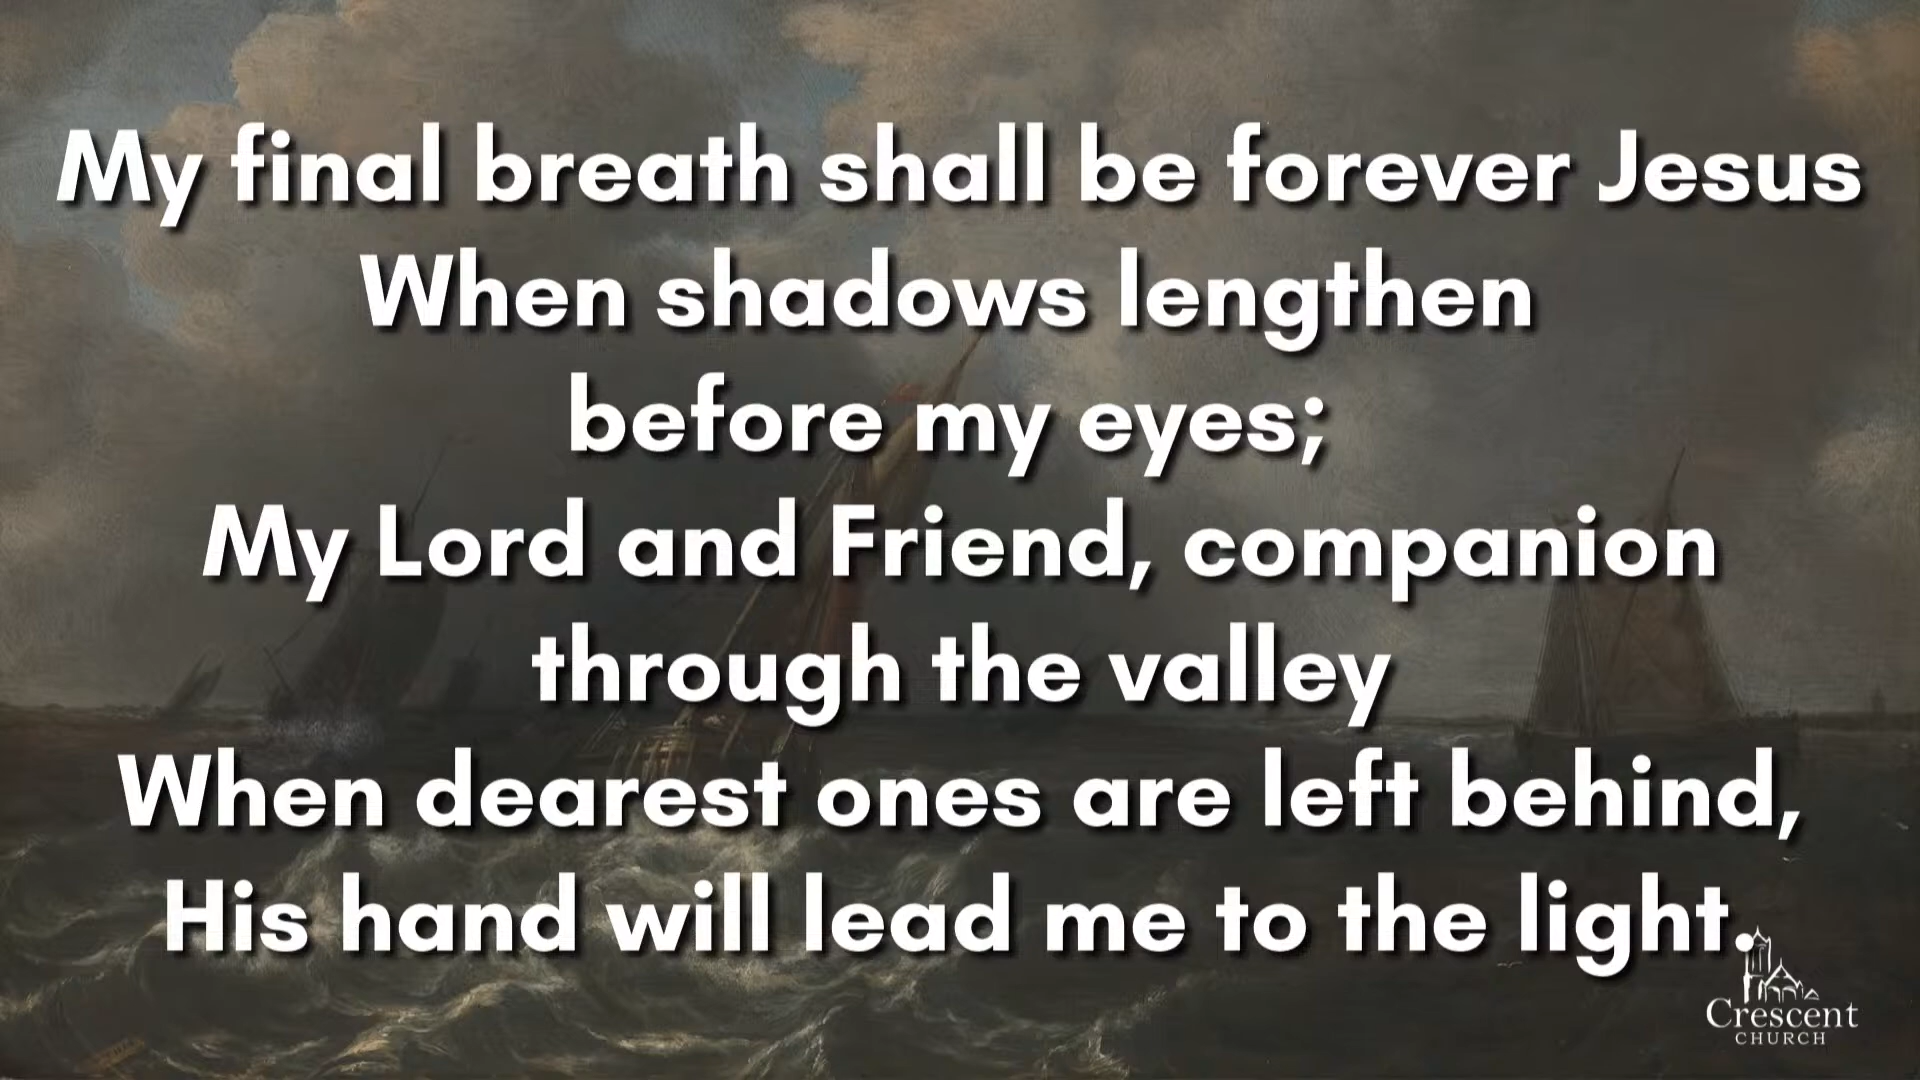 My final breath shall be forever Jesus
When shadows lengthen
before my eyes;
My Lord and Friend, companion
through the valley
When dearest ones are left behind,
His hand will lead me to the light.
Crescent
CHURCH